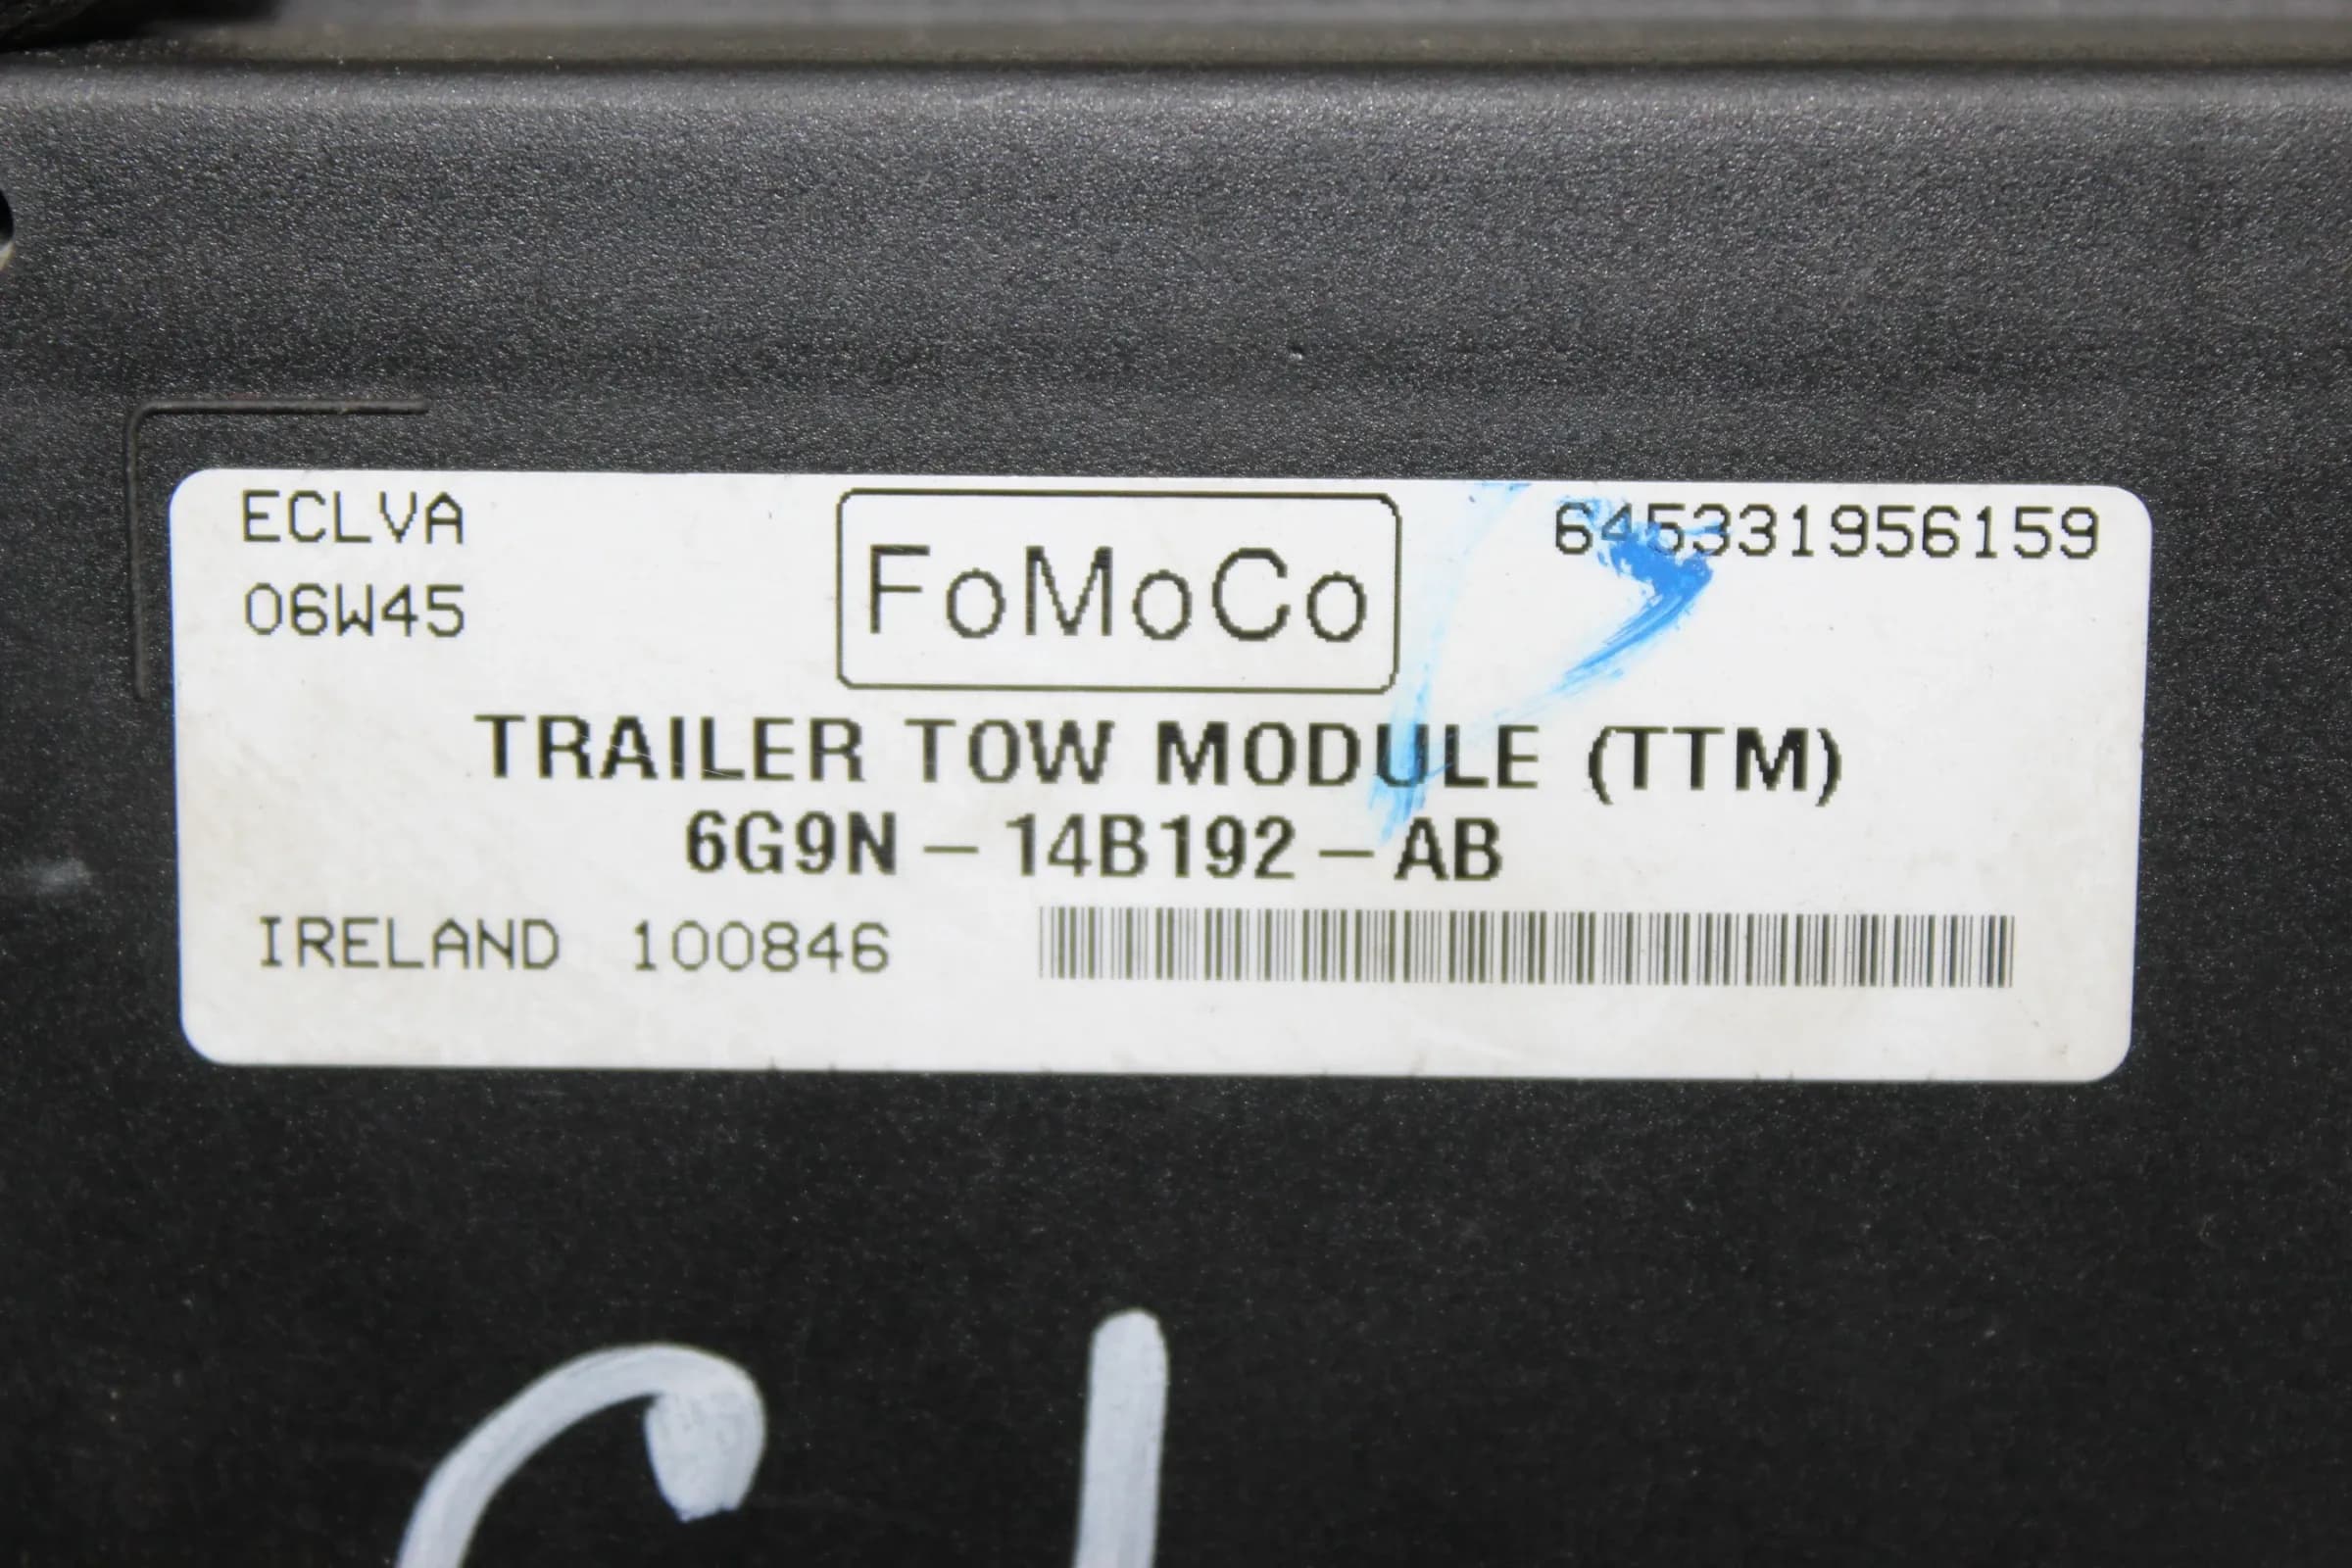 ECLVA
06W45
FoMoCo
645331956159
TRAILER TOW MODULE (TTM)
6G9N-14B192-AB
IRELAND 100846